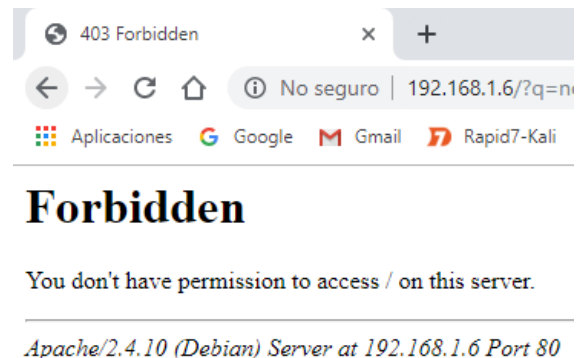 403 Forbidden
No seguro | 192.168.1.6/?q=n
Aplicaciones Google Gmail Rapid7-Kali
Forbidden
You don't have permission to access / on this server.
Apache/2.4.10 (Debian) Server at 192.168.1.6 Port 80